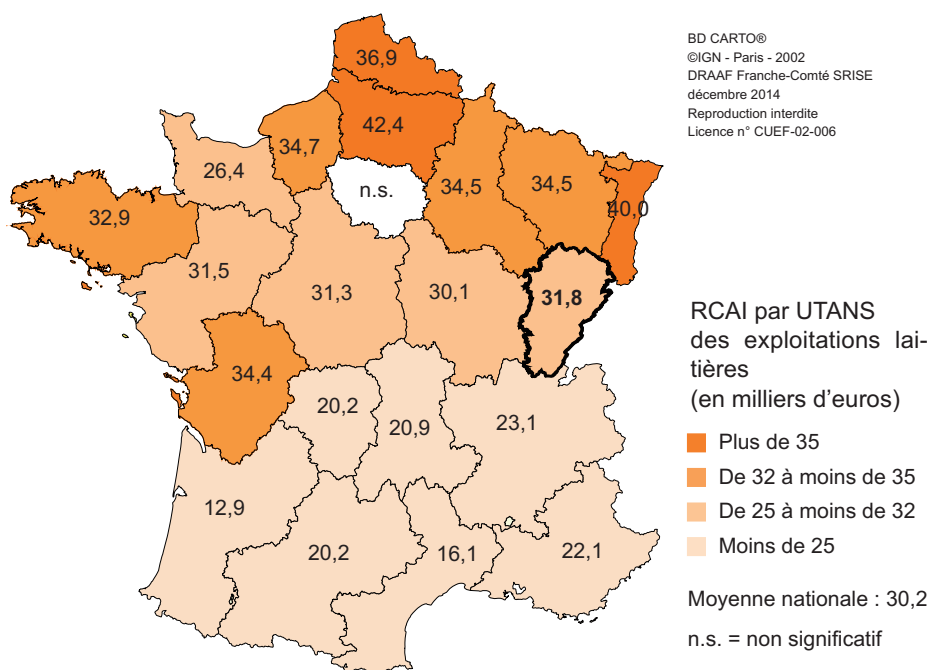 BD CARTO®
©IGN - Paris - 2002
DRAAF Franche-Comté SRISE
décembre 2014
Reproduction interdite
Licence n° CUEF-02-006
36,9
42,4
34,7
26,4
n.s.
34,5
34,5
40,0
32,9
31,5
31,3
30,1
31,8
34,4
20,2
20,9
23,1
12,9
20,2
16,1
22,1
RCAI par UTANS
des exploitations lai-
tières
(en milliers d'euros)
Plus de 35
De 32 à moins de 35
De 25 à moins de 32
Moins de 25
Moyenne nationale : 30,2
n.s. = non significatif